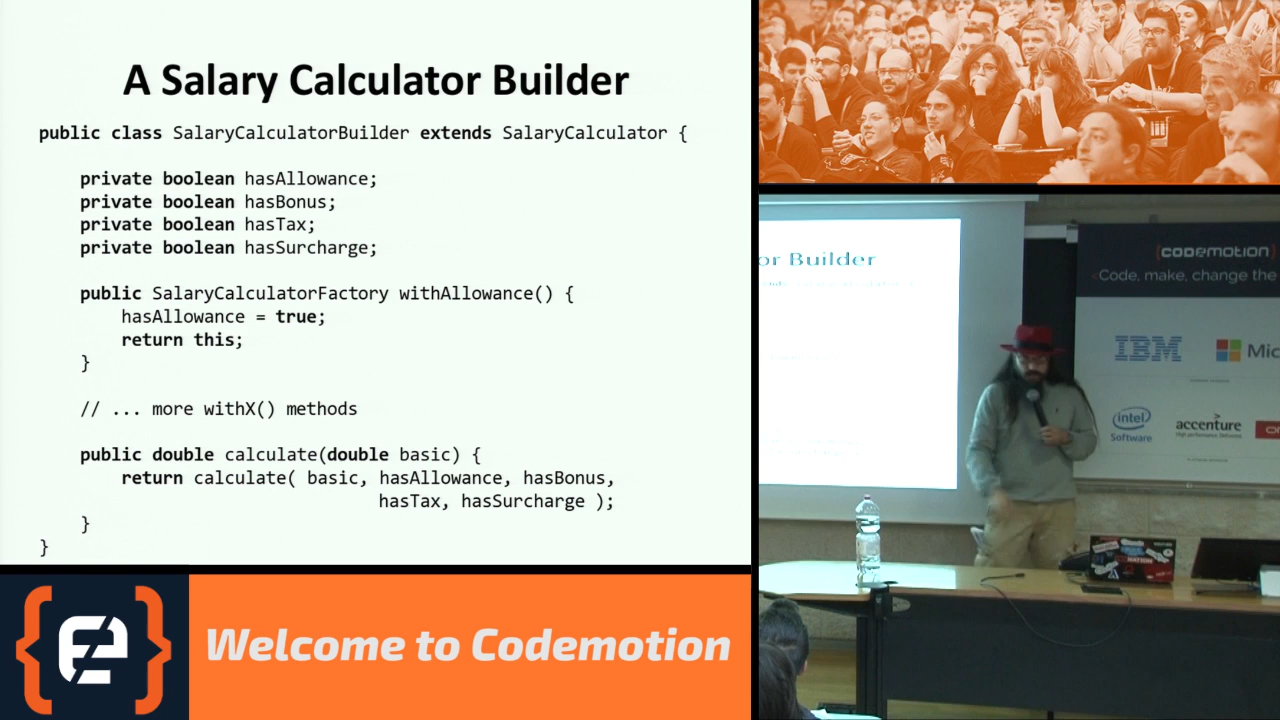 A Salary Calculator Builder
public class SalaryCalculatorBuilder extends SalaryCalculator {
private boolean hasAllowance;
private boolean hasBonus;
private boolean hasTax;
private boolean hasSurcharge;
public SalaryCalculatorFactory withAllowance() {
hasAllowance = true;
return this;
}
// ... more withX() methods
public double calculate(double basic) {
return calculate( basic, hasAllowance, hasBonus,
hasTax, hasSurcharge );
}
}
Welcome to Codemotion
or Builder
{codemotion}
<Code, make, change the
IBM
Mic
intel
Software
accenture